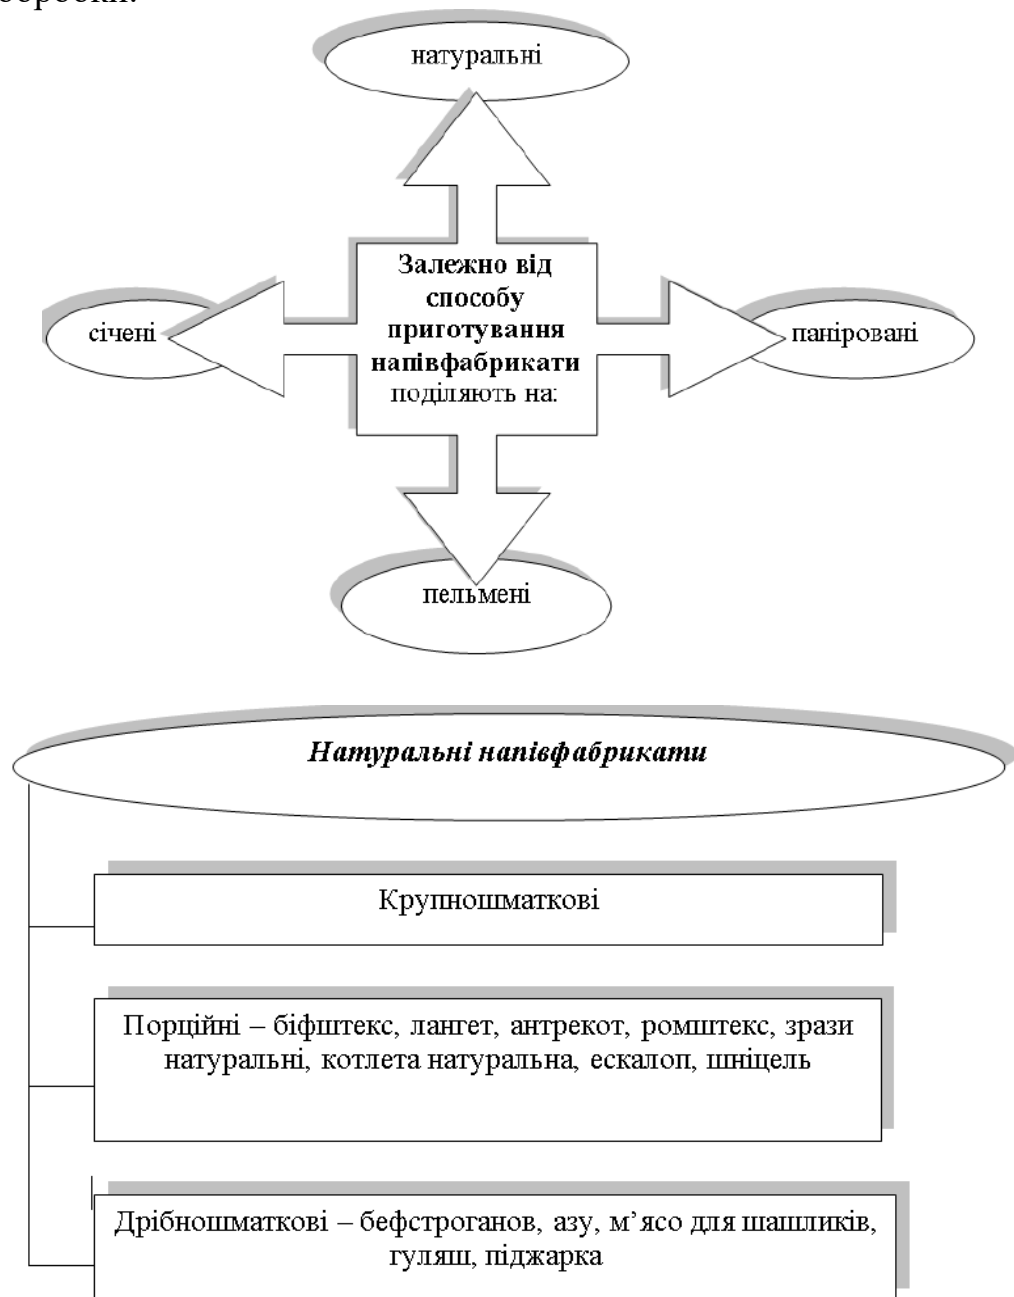 натуральні
Залежно від
способу
приготування
напівфабрикати
поділяють на:
січені
паніровані
пельмені
Натуральні напівфабрикати
Крупношматкові
Порційні – біфштекс, лангет, антрекот, ромштекс, зрази
натуральні, котлета натуральна, ескалоп, шніцель
Дрібношматкові – бефстроганов, азу, м’ясо для шашликів,
гуляш, піджарка